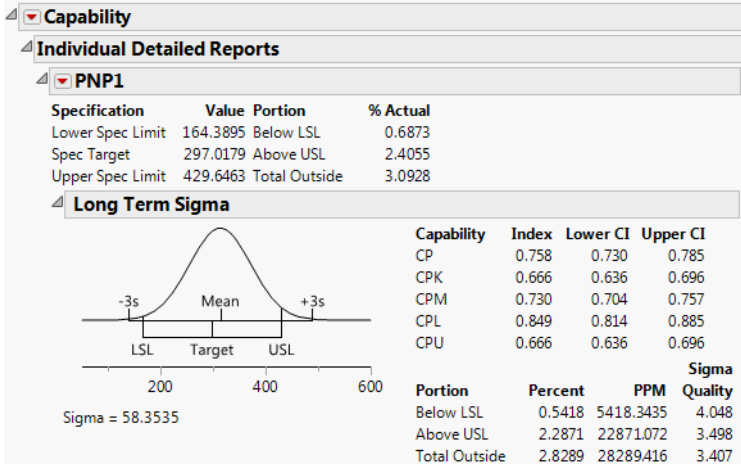 Capability
Individual Detailed Reports
PNP1
Specification Value Portion % Actual
Lower Spec Limit 164.3895 Below LSL 0.6873
Spec Target 297.0179 Above USL 2.4055
Upper Spec Limit 429.6463 Total Outside 3.0928
Long Term Sigma
-3s Mean +3s
LSL Target USL
200 400 600
Sigma = 58.3535
Capability Index Lower CI Upper CI
CP 0.758 0.730 0.785
CPK 0.666 0.636 0.696
CPM 0.730 0.704 0.757
CPL 0.849 0.814 0.885
CPU 0.666 0.636 0.696
Sigma
Portion Percent PPM Quality
Below LSL 0.5418 5418.3435 4.048
Above USL 2.2871 22871.072 3.498
Total Outside 2.8289 28289.416 3.407